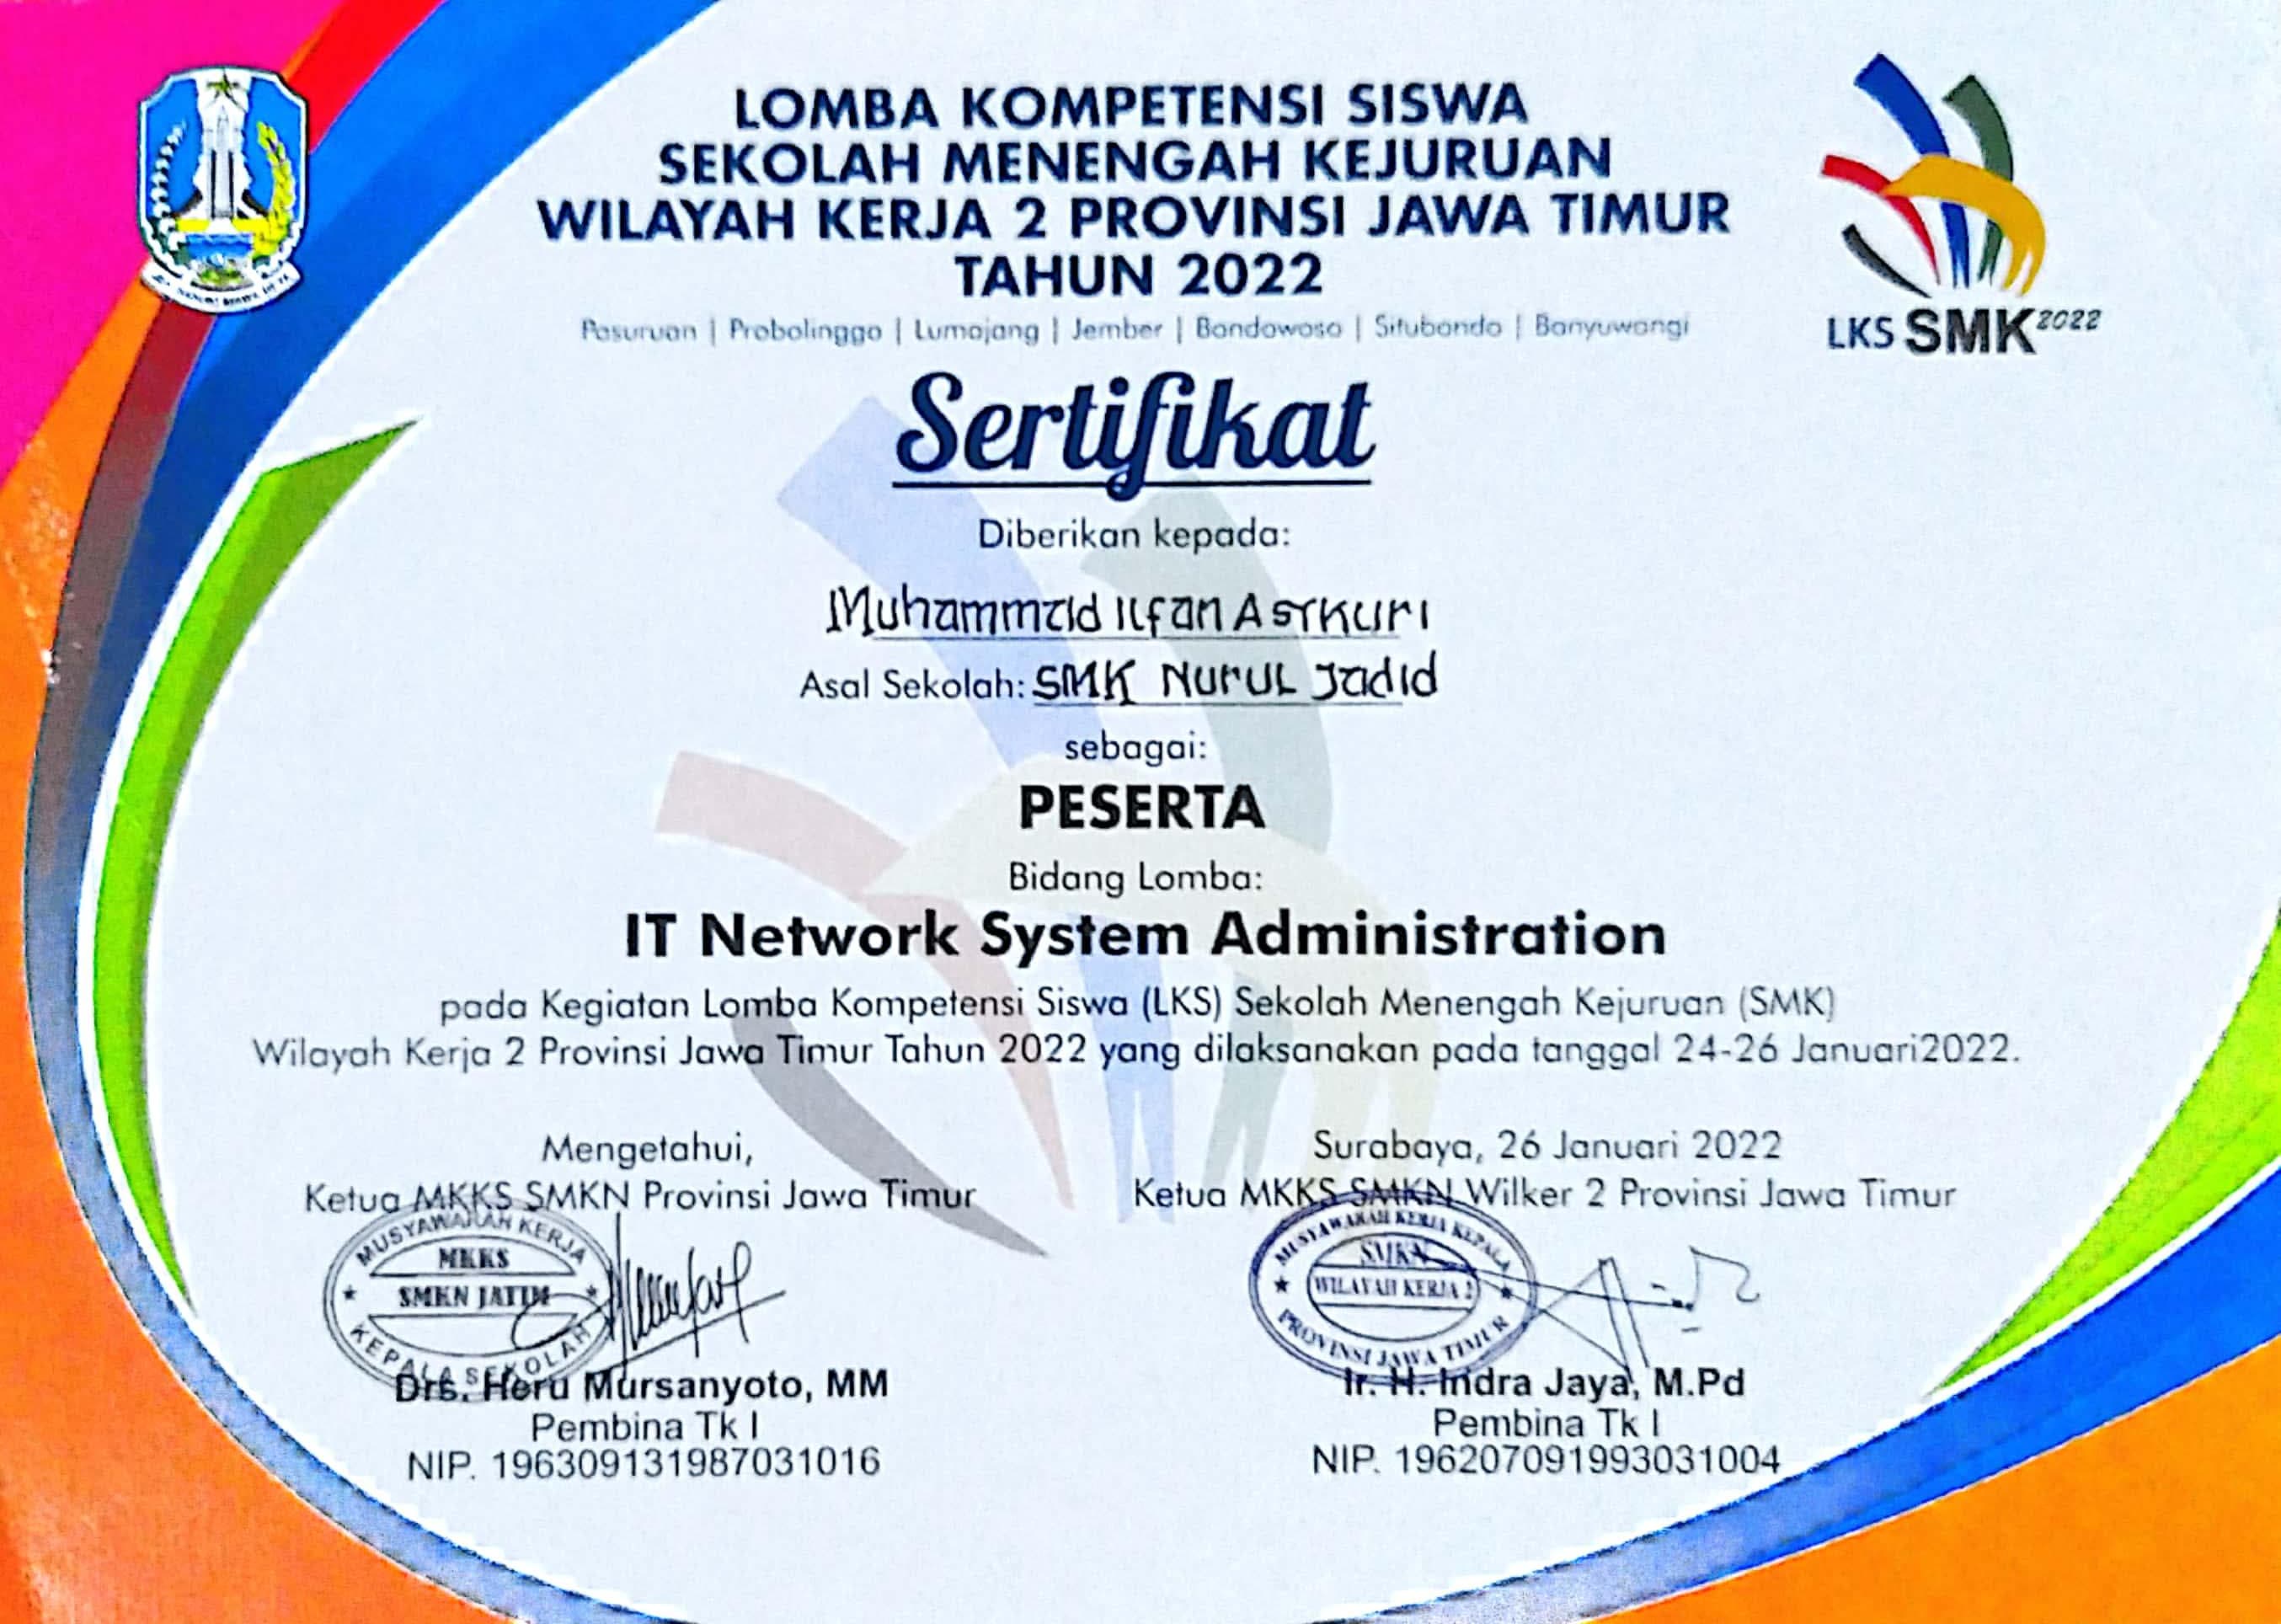 LOMBA KOMPETENSI SISWA
SEKOLAH MENENGAH KEJURUAN
WILAYAH KERJA 2 PROVINSI JAWA TIMUR
TAHUN 2022
Pasuruan | Probolinggo | Lumajang | Jember | Bondowoso | Situbondo | Banyuwangi
LKS SMK 2022
Sertifikat
Diberikan kepada:
Muhammad Ilfan Asykuri
Asal Sekolah: SMK Nurul Jadid
sebagai:
PESERTA
Bidang Lomba:
IT Network System Administration
pada Kegiatan Lomba Kompetensi Siswa (LKS) Sekolah Menengah Kejuruan (SMK)
Wilayah Kerja 2 Provinsi Jawa Timur Tahun 2022 yang dilaksanakan pada tanggal 24-26 Januari2022.
Mengetahui,
Ketua MKKS SMKN Provinsi Jawa Timur
MUSYAWARAH KERJA
MKKS
SMKN JATIM
KEPALA SEKOLAH
Drs. Heru Mursanyoto, MM
Pembina Tk I
NIP. 196309131987031016
Surabaya, 26 Januari 2022
Ketua MKKS SMKN Wilker 2 Provinsi Jawa Timur
MUSYAWARAH KERJA KEPALA
SMKN
WILAYAH KERJA 2
PROVINSI JAWA TIMUR
Ir. H. Indra Jaya, M.Pd
Pembina Tk I
NIP. 196207091993031004